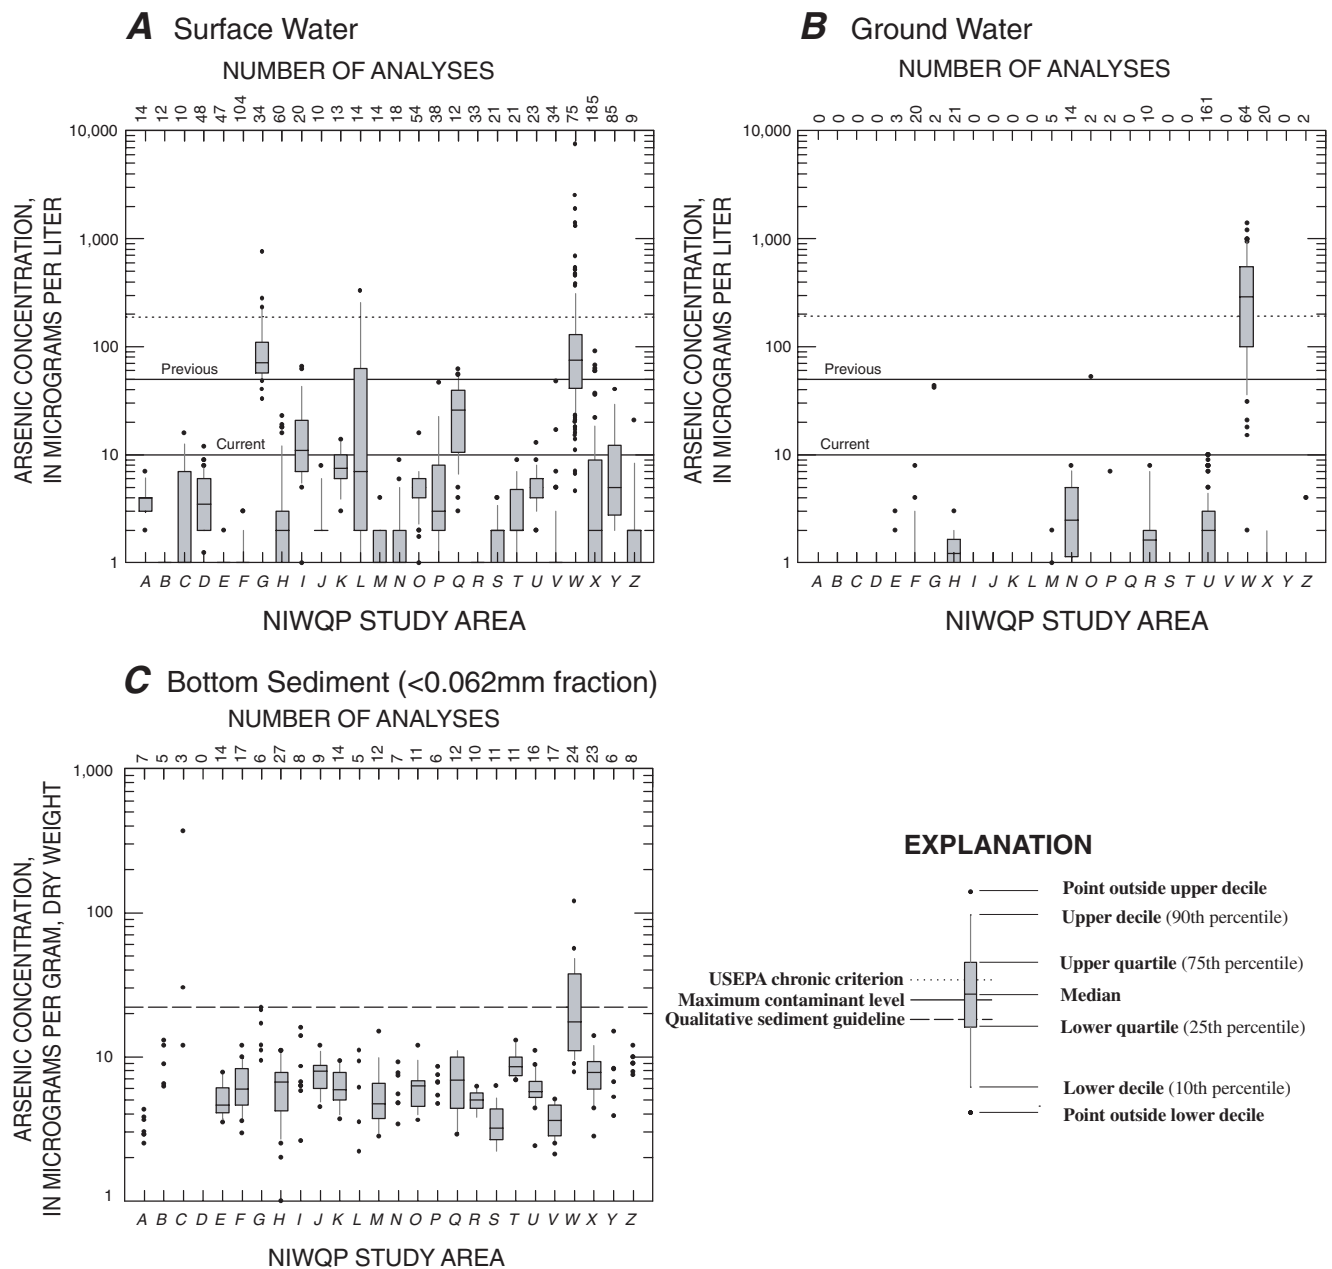 A Surface Water
NUMBER OF ANALYSES
14 12 10 48 47 104 34 60 20 10 13 14 14 18 54 38 12 33 21 21 23 34 75 185 85 9
10,000
1,000
100
10
1
ARSENIC CONCENTRATION,
IN MICROGRAMS PER LITER
Previous
Current
A B C D E F G H I J K L M N O P Q R S T U V W X Y Z
NIWQP STUDY AREA
B Ground Water
NUMBER OF ANALYSES
0 0 0 0 3 20 2 21 0 0 0 0 5 14 2 2 0 10 0 0 161 0 64 20 0 2
10,000
1,000
100
10
1
ARSENIC CONCENTRATION,
IN MICROGRAMS PER LITER
Previous
Current
A B C D E F G H I J K L M N O P Q R S T U V W X Y Z
NIWQP STUDY AREA
C Bottom Sediment (<0.062mm fraction)
NUMBER OF ANALYSES
7 5 3 0 14 17 6 27 8 9 14 5 12 7 11 6 12 10 11 11 16 17 24 23 6 8
1,000
100
10
1
ARSENIC CONCENTRATION,
IN MICROGRAMS PER GRAM, DRY WEIGHT
A B C D E F G H I J K L M N O P Q R S T U V W X Y Z
NIWQP STUDY AREA
EXPLANATION
Point outside upper decile
Upper decile (90th percentile)
Upper quartile (75th percentile)
USEPA chronic criterion
Median
Maximum contaminant level
Qualitative sediment guideline
Lower quartile (25th percentile)
Lower decile (10th percentile)
Point outside lower decile